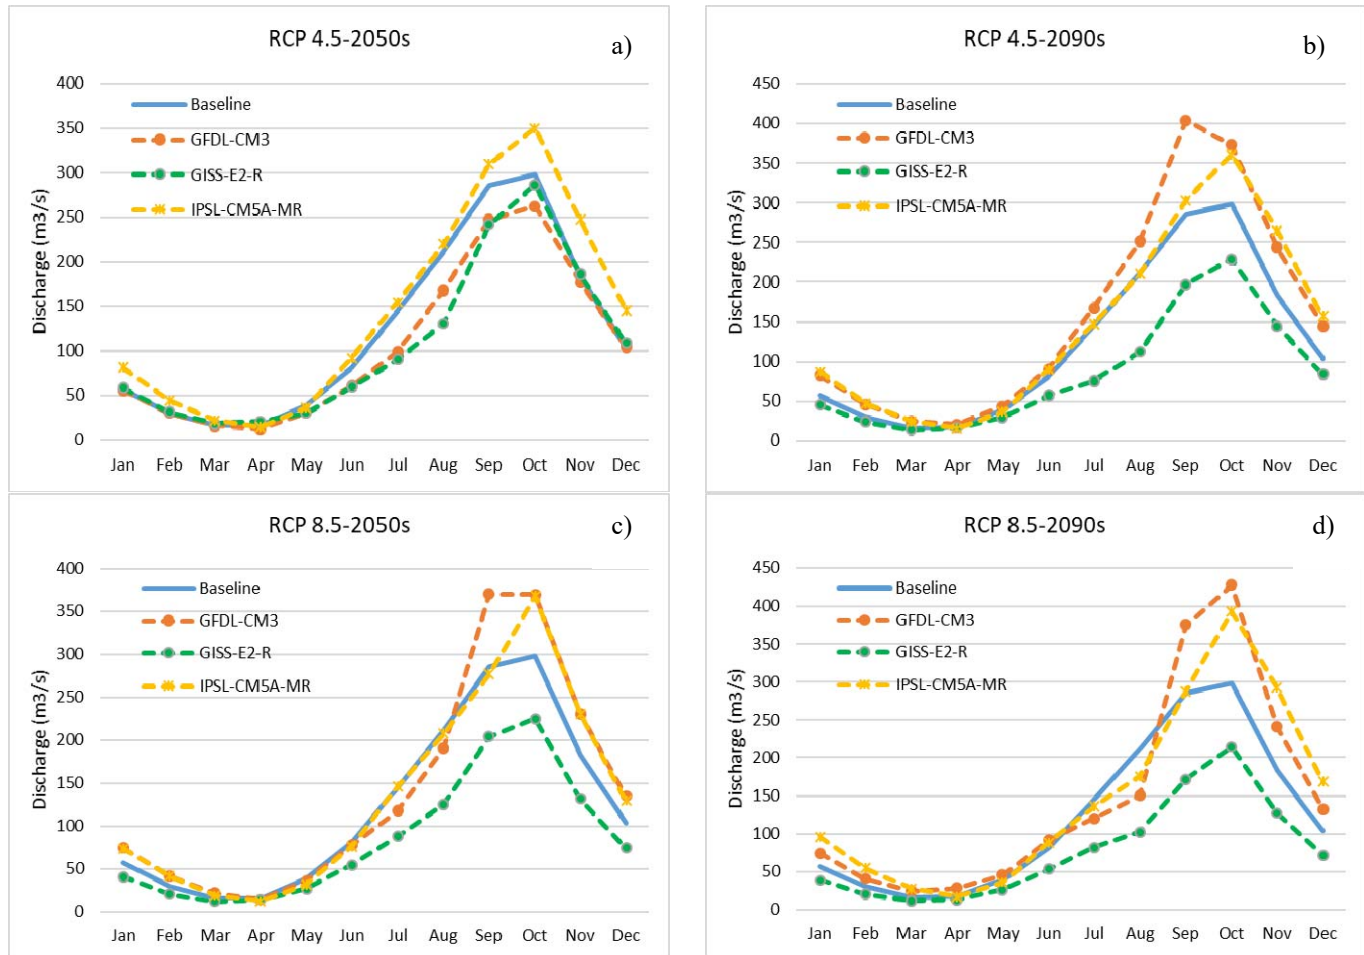 RCP 4.5-2050s
a)
400
350
300
250
200
150
100
50
0
Discharge (m3/s)
Baseline
GFDL-CM3
GISS-E2-R
IPSL-CM5A-MR
Jan Feb Mar Apr May Jun Jul Aug Sep Oct Nov Dec
RCP 4.5-2090s
b)
450
400
350
300
250
200
150
100
50
0
Discharge (m3/s)
Baseline
GFDL-CM3
GISS-E2-R
IPSL-CM5A-MR
Jan Feb Mar Apr May Jun Jul Aug Sep Oct Nov Dec
RCP 8.5-2050s
c)
400
350
300
250
200
150
100
50
0
Discharge (m3/s)
Baseline
GFDL-CM3
GISS-E2-R
IPSL-CM5A-MR
Jan Feb Mar Apr May Jun Jul Aug Sep Oct Nov Dec
RCP 8.5-2090s
d)
450
400
350
300
250
200
150
100
50
0
Discharge (m3/s)
Baseline
GFDL-CM3
GISS-E2-R
IPSL-CM5A-MR
Jan Feb Mar Apr May Jun Jul Aug Sep Oct Nov Dec